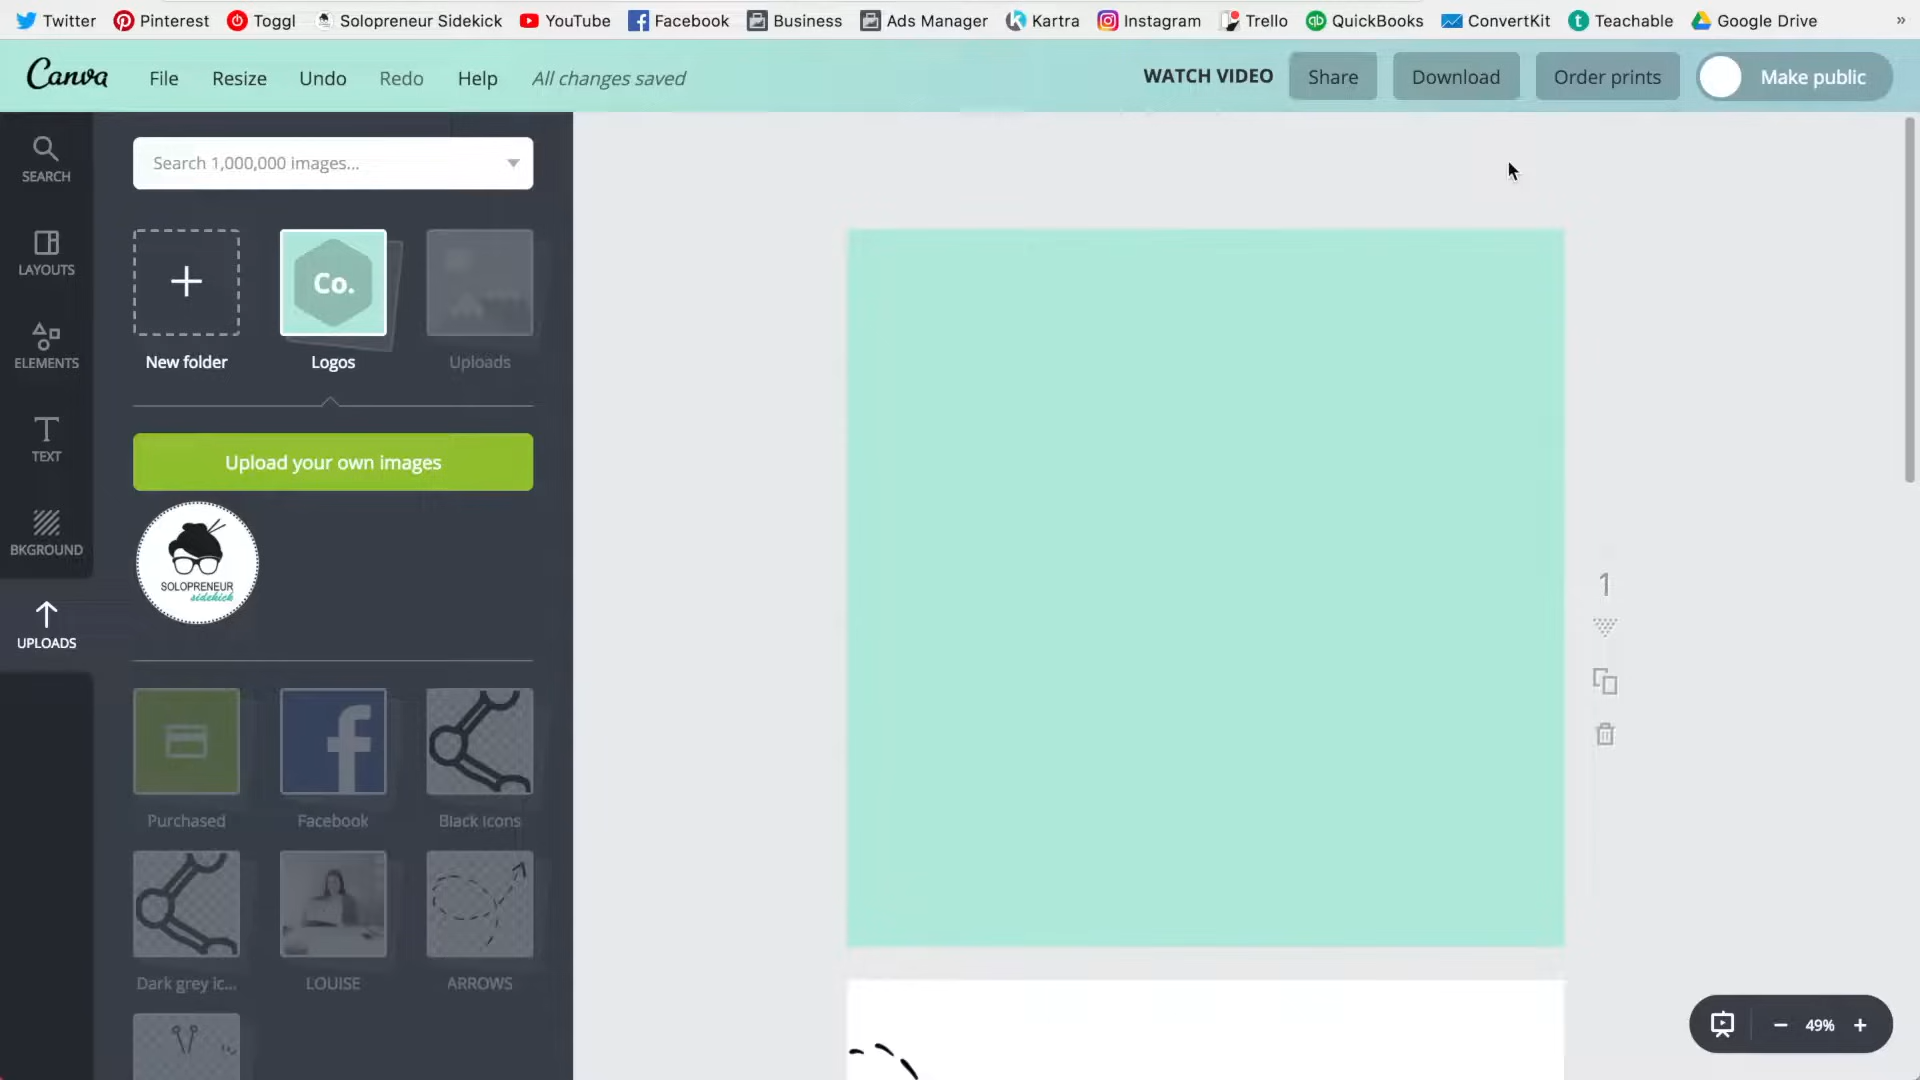 Twitter Pinterest Toggl Solopreneur Sidekick YouTube Facebook Business Ads Manager Kartra Instagram Trello QuickBooks ConvertKit Teachable Google Drive »
Canva File Resize Undo Redo Help All changes saved WATCH VIDEO Share Download Order prints Make public
SEARCH
LAYOUTS
ELEMENTS
TEXT
BKGROUND
UPLOADS
Search 1,000,000 images...
Co.
New folder Logos Uploads
Upload your own images
SOLOPRENEUR
sidekick
Purchased Facebook Black icons
Dark grey ic... LOUISE ARROWS
1
49%